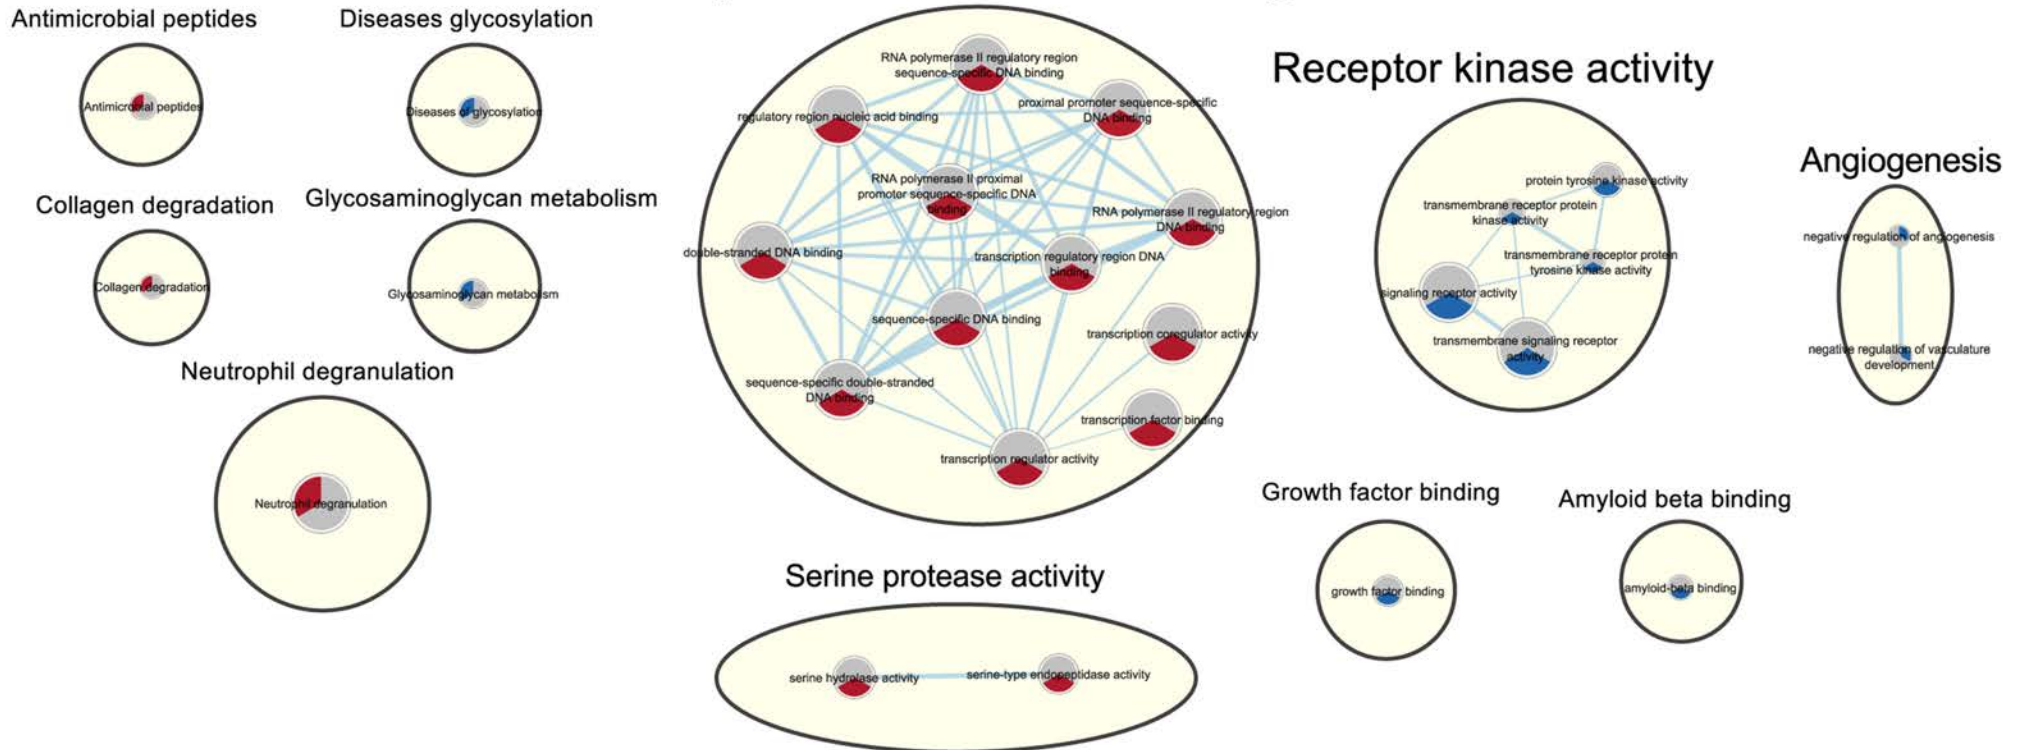 Antimicrobial peptides
Antimicrobial peptides
Diseases glycosylation
Diseases of glycosylation
Collagen degradation
Collagen degradation
Glycosaminoglycan metabolism
Glycosaminoglycan metabolism
Neutrophil degranulation
Neutrophil degranulation
RNA polymerase II regulatory region
sequence-specific DNA binding
regulatory region nucleic acid binding
proximal promoter sequence-specific
DNA binding
RNA polymerase II proximal
promoter sequence-specific DNA
binding
RNA polymerase II regulatory region
DNA binding
double-stranded DNA binding
transcription regulatory region DNA
binding
sequence-specific DNA binding
transcription coregulator activity
sequence-specific double-stranded
DNA binding
transcription factor binding
transcription regulator activity
Serine protease activity
serine hydrolase activity
serine-type endopeptidase activity
Receptor kinase activity
protein tyrosine kinase activity
transmembrane receptor protein
kinase activity
transmembrane receptor protein
tyrosine kinase activity
signaling receptor activity
transmembrane signaling receptor
activity
Angiogenesis
negative regulation of angiogenesis
negative regulation of vasculature
development
Growth factor binding
growth factor binding
Amyloid beta binding
amyloid-beta binding